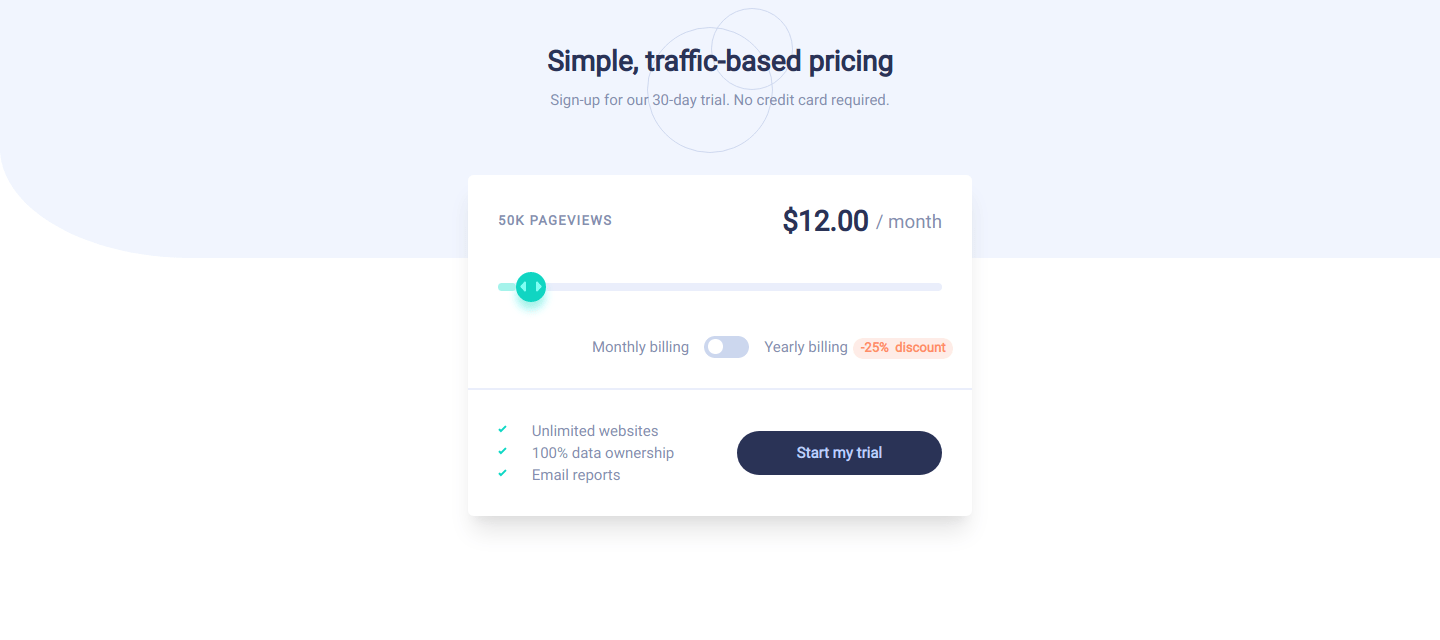 Simple, traffic-based pricing
Sign-up for our 30-day trial. No credit card required.
50K PAGEVIEWS $12.00 / month
Monthly billing Yearly billing -25% discount
Unlimited websites
100% data ownership
Email reports
Start my trial